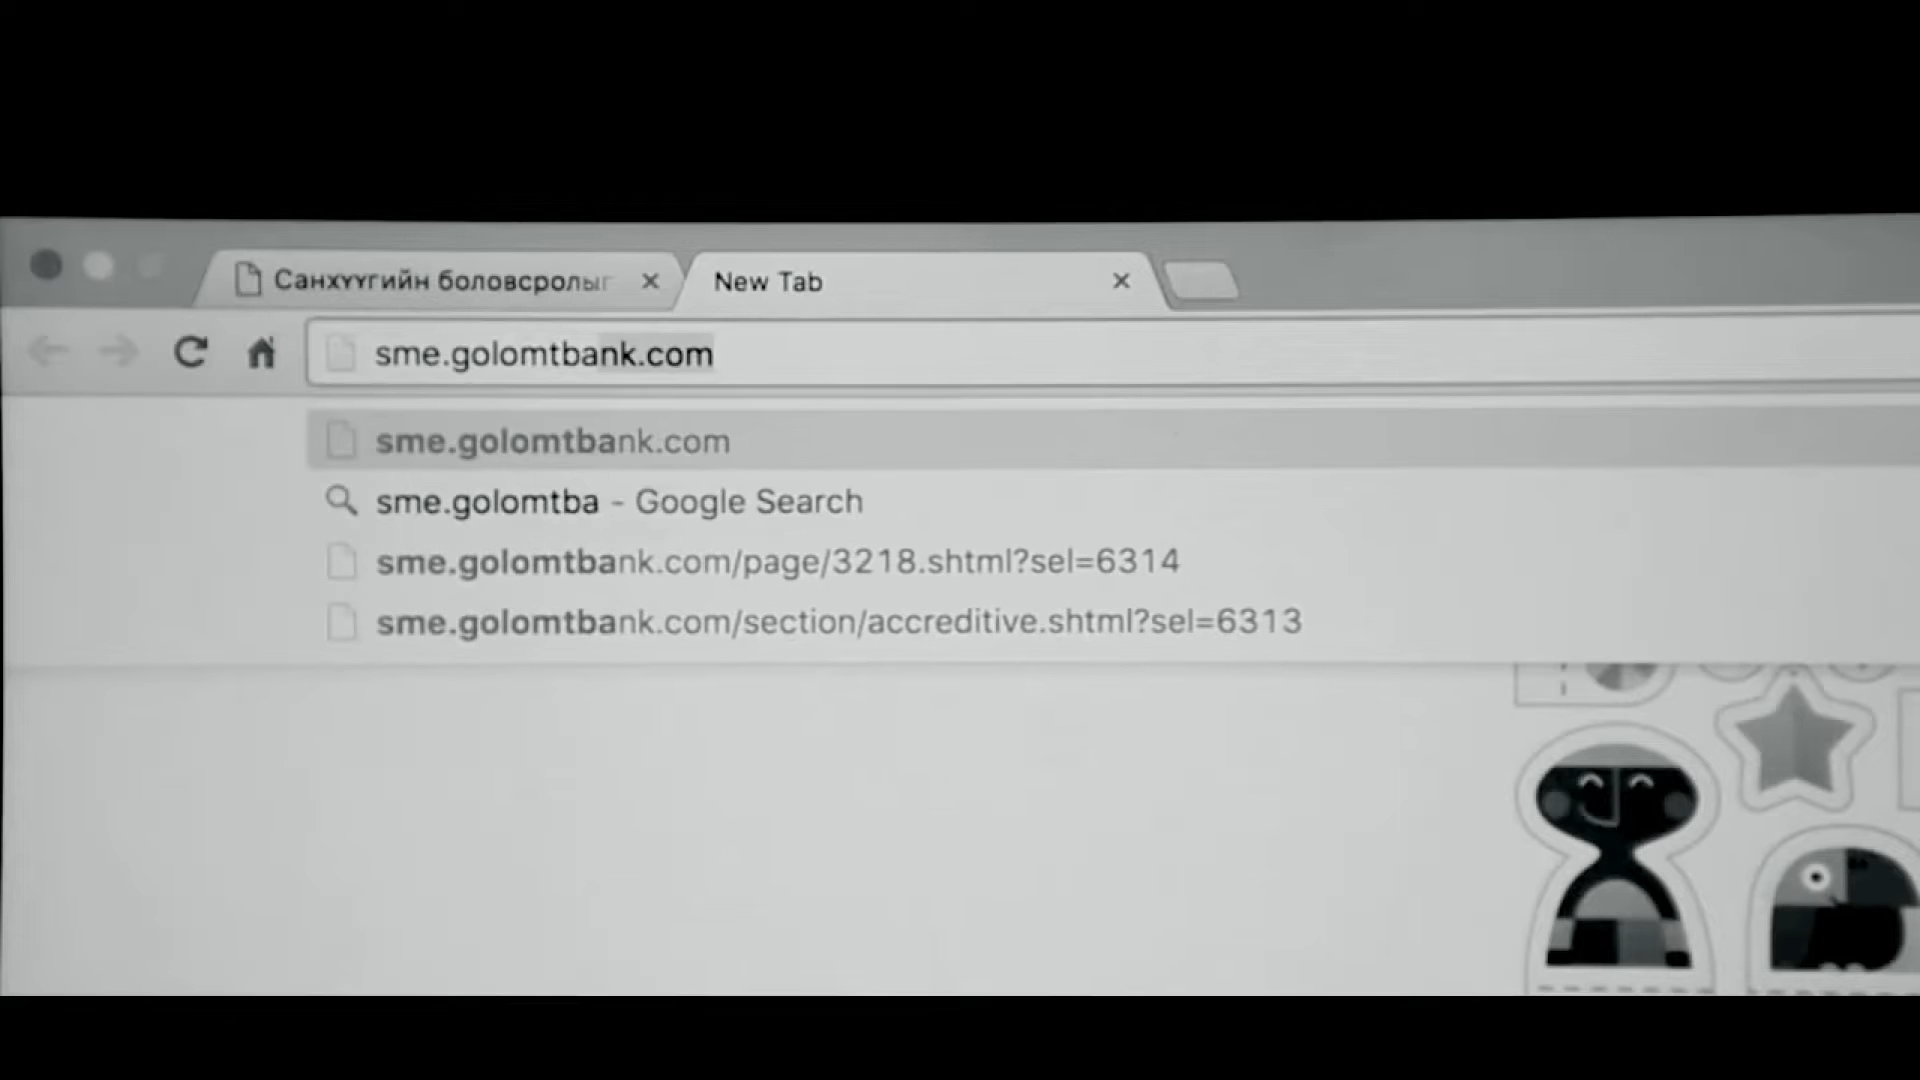 Санхүүгийн боловсролыг
New Tab
sme.golomtbank.com
sme.golomtbank.com
sme.golomtba - Google Search
sme.golomtbank.com/page/3218.shtml?sel=6314
sme.golomtbank.com/section/accreditive.shtml?sel=6313